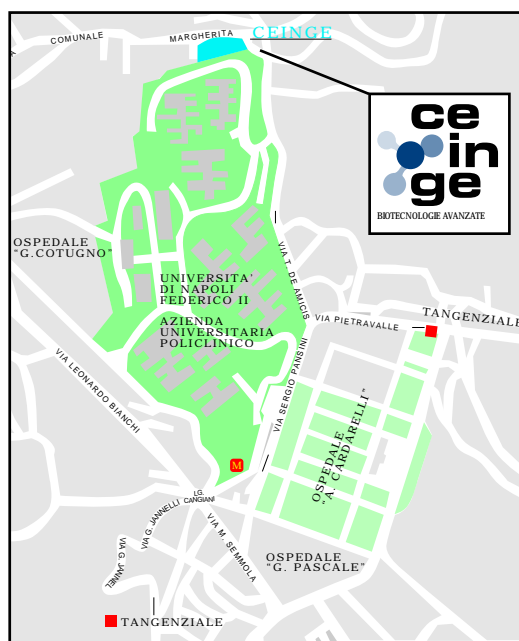 COMUNALE
MARGHERITA
CEINGE
ce
in
ge
BIOTECNOLOGIE AVANZATE
OSPEDALE
"G.COTUGNO"
UNIVERSITA'
DI NAPOLI
FEDERICO II
AZIENDA
UNIVERSITARIA
POLICLINICO
VIA T. DE AMICIS
VIA PIETRAVALLE
TANGENZIALE
VIA LEONARDO BIANCHI
VIA SERGIO PANSINI
OSPEDALE
"A. CARDARELLI"
M
LG.
CANGIANI
VIA G. JANNELLI
VIA G. JANNEL
VIA M. SEMMOLA
OSPEDALE
"G. PASCALE"
TANGENZIALE